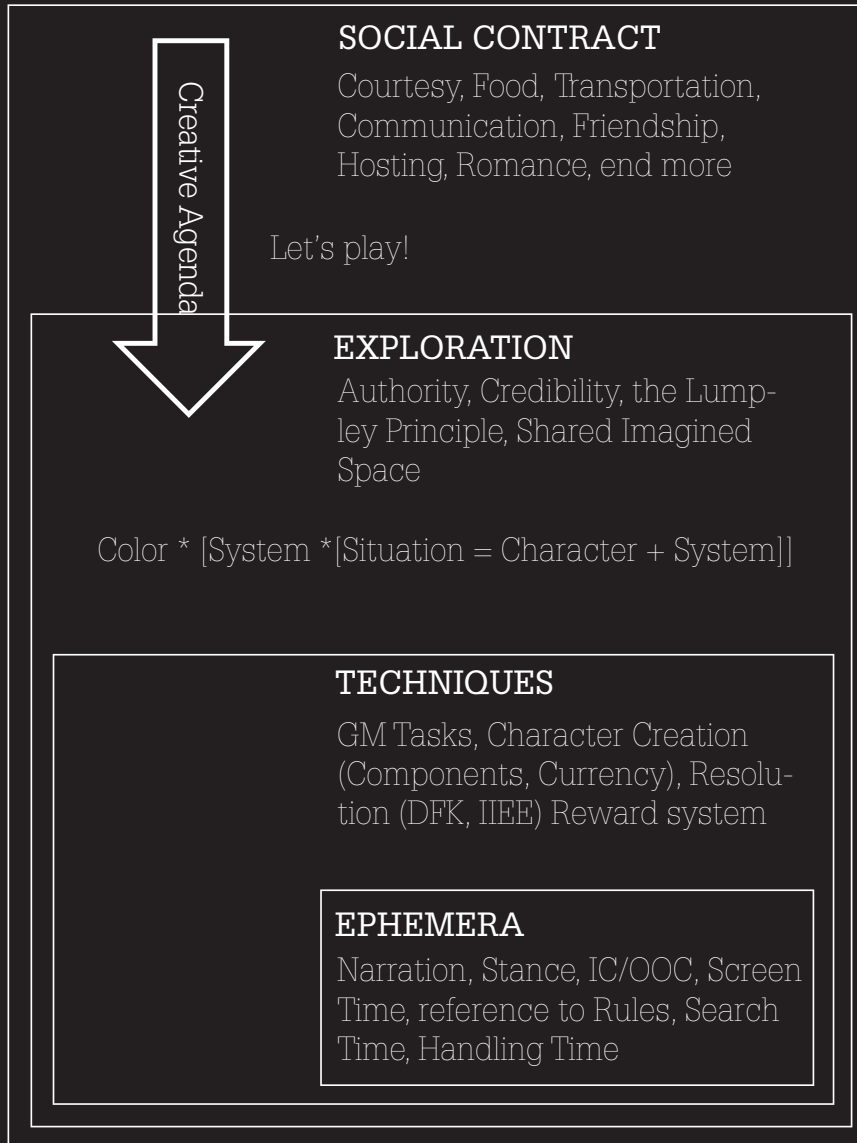 SOCIAL CONTRACT
Courtesy, Food, Transportation,
Communication, Friendship,
Hosting, Romance, end more
Creative Agenda
Let's play!
EXPLORATION
Authority, Credibility, the Lump-
ley Principle, Shared Imagined
Space
Color * [System *[Situation = Character + System]]
TECHNIQUES
GM Tasks, Character Creation
(Components, Currency), Resolu-
tion (DFK, IIEE) Reward system
EPHEMERA
Narration, Stance, IC/OOC, Screen
Time, reference to Rules, Search
Time, Handling Time